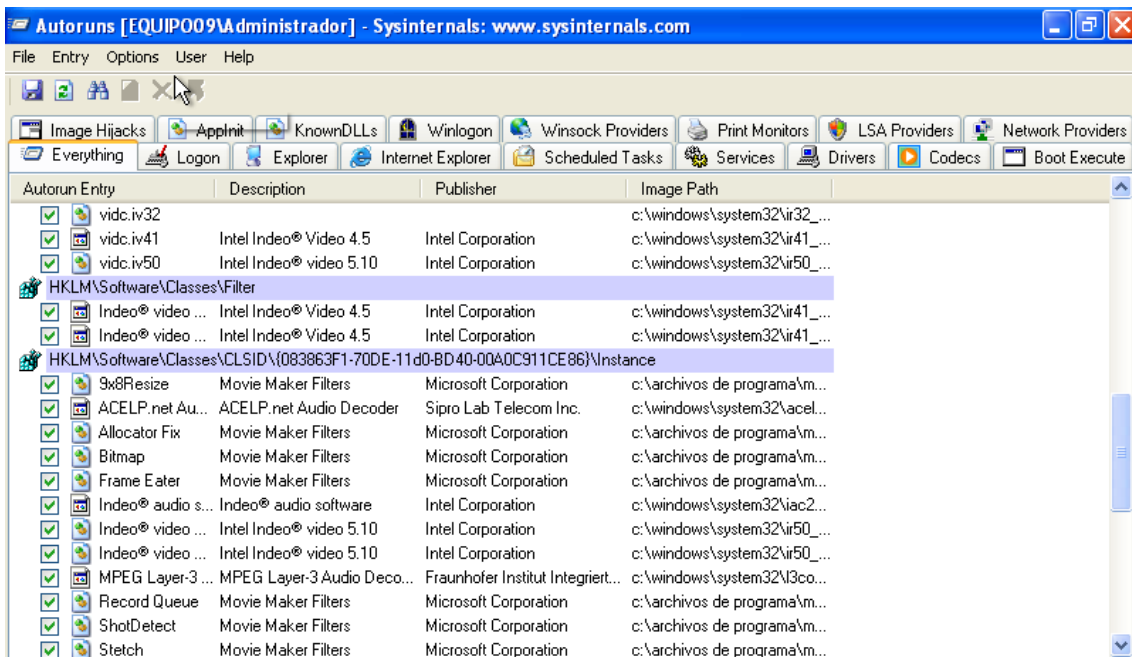 Autoruns [EQUIPO09\Administrador] - Sysinternals: www.sysinternals.com
File Entry Options User Help
Image Hijacks AppInit KnownDLLs Winlogon Winsock Providers Print Monitors LSA Providers Network Providers
Everything Logon Explorer Internet Explorer Scheduled Tasks Services Drivers Codecs Boot Execute
Autorun Entry Description Publisher Image Path
vidc.iv32 c:\windows\system32\ir32_...
vidc.iv41 Intel Indeo® Video 4.5 Intel Corporation c:\windows\system32\ir41_...
vidc.iv50 Intel Indeo® video 5.10 Intel Corporation c:\windows\system32\ir50_...
HKLM\Software\Classes\Filter
Indeo® video ... Intel Indeo® Video 4.5 Intel Corporation c:\windows\system32\ir41_...
Indeo® video ... Intel Indeo® Video 4.5 Intel Corporation c:\windows\system32\ir41_...
HKLM\Software\Classes\CLSID\{083863F1-70DE-11d0-BD40-00A0C911CE86}\Instance
9x8Resize Movie Maker Filters Microsoft Corporation c:\archivos de programa\m...
ACELP.net Au... ACELP.net Audio Decoder Sipro Lab Telecom Inc. c:\windows\system32\acel...
Allocator Fix Movie Maker Filters Microsoft Corporation c:\archivos de programa\m...
Bitmap Movie Maker Filters Microsoft Corporation c:\archivos de programa\m...
Frame Eater Movie Maker Filters Microsoft Corporation c:\archivos de programa\m...
Indeo® audio s... Indeo® audio software Intel Corporation c:\windows\system32\iac2...
Indeo® video ... Intel Indeo® video 5.10 Intel Corporation c:\windows\system32\ir50_...
Indeo® video ... Intel Indeo® video 5.10 Intel Corporation c:\windows\system32\ir50_...
MPEG Layer-3 ... MPEG Layer-3 Audio Deco... Fraunhofer Institut Integriert... c:\windows\system32\l3co...
Record Queue Movie Maker Filters Microsoft Corporation c:\archivos de programa\m...
ShotDetect Movie Maker Filters Microsoft Corporation c:\archivos de programa\m...
Stetch Movie Maker Filters Microsoft Corporation c:\archivos de programa\m...